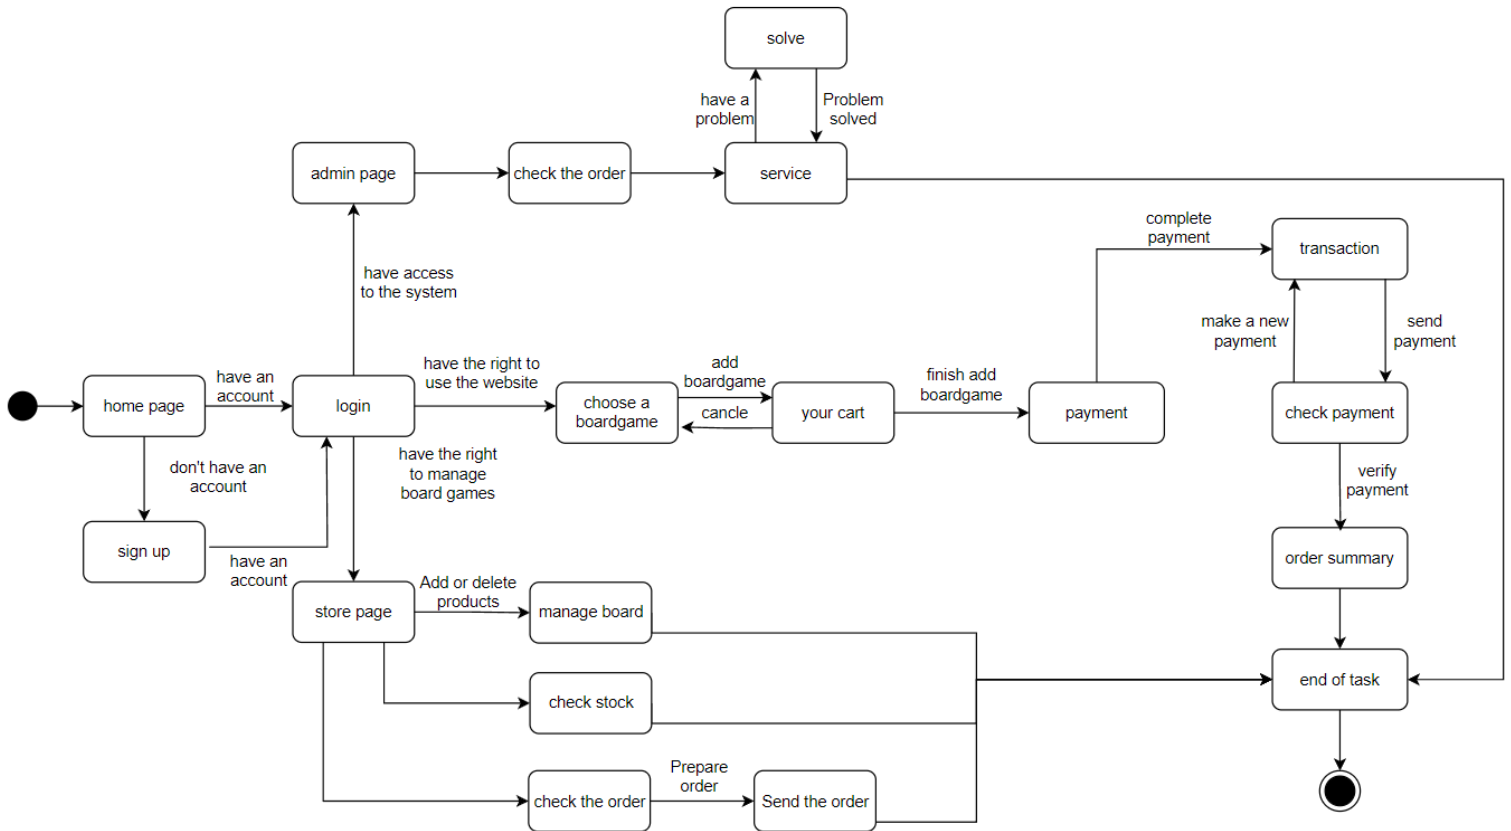 solve
have a
problem
Problem
solved
admin page
check the order
service
complete
payment
transaction
have access
to the system
make a new
payment
send
payment
have an
account
have the right to
use the website
add
boardgame
finish add
boardgame
home page
login
choose a
boardgame
cancle
your cart
payment
check payment
don't have an
account
have the right
to manage
board games
verify
payment
sign up
have an
account
order summary
store page
Add or delete
products
manage board
end of task
check stock
Prepare
order
check the order
Send the order